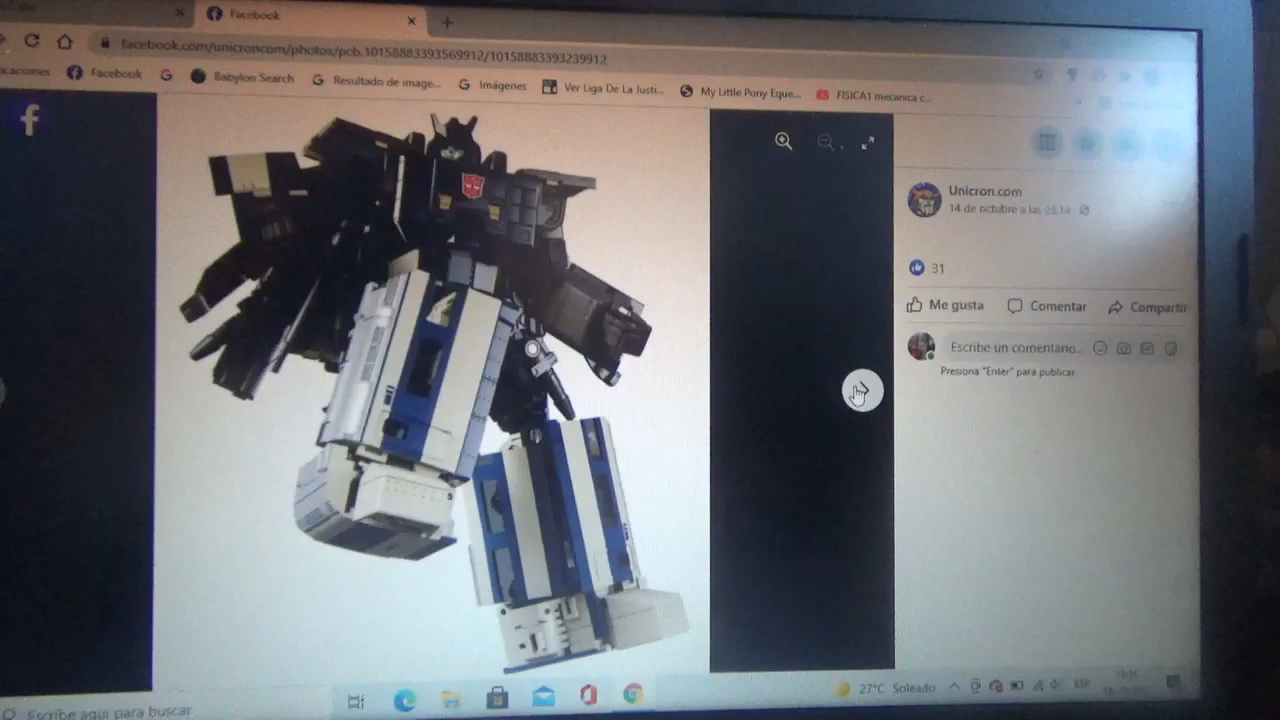 Facebook
facebook.com/unicroncom/photos/pcb.10158883393569912/10158883393239912
Facebook
Babylon Search
Resultado de image...
Imágenes
Ver Liga De La Justi...
My Little Pony Eque...
FISICA1 mecanica c...
Unicron.com
14 de octubre a las 23:14
31
Me gusta
Comentar
Compartir
Escribe un comentario...
Presiona "Enter" para publicar.
27°C Soleado
ESP
Escribe aquí para buscar